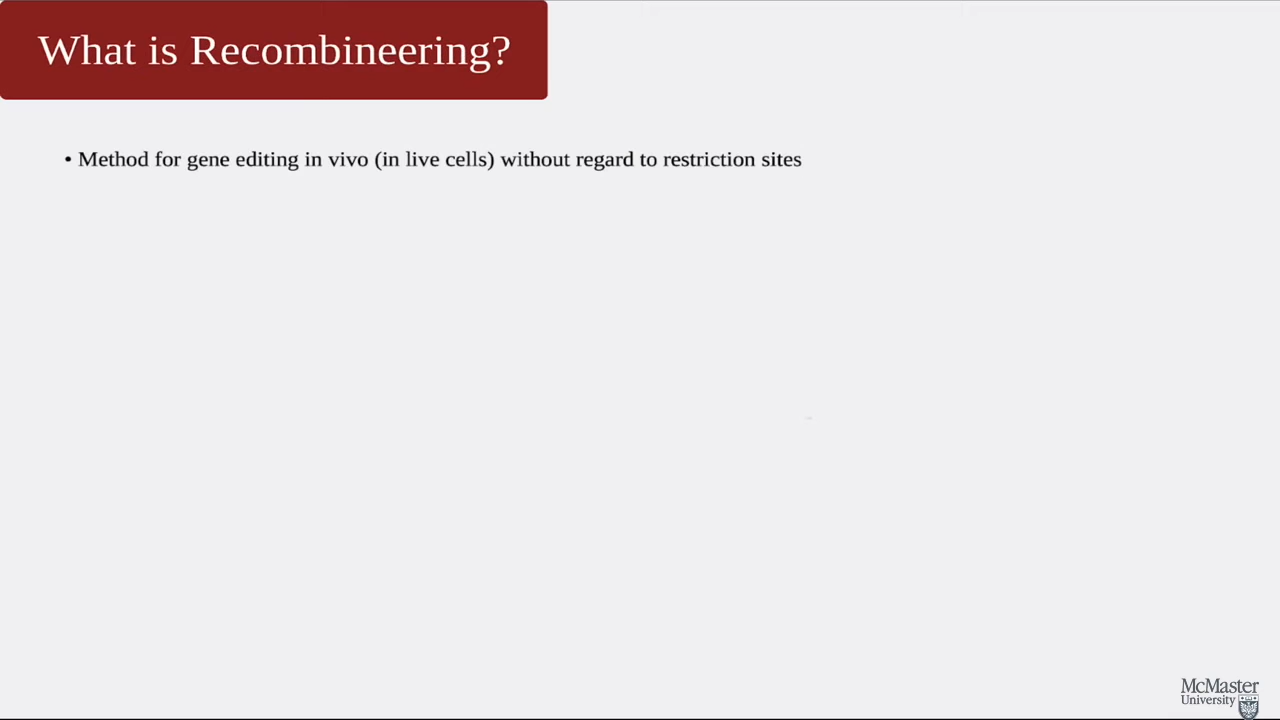 What is Recombineering?
• Method for gene editing in vivo (in live cells) without regard to restriction sites
McMaster
University